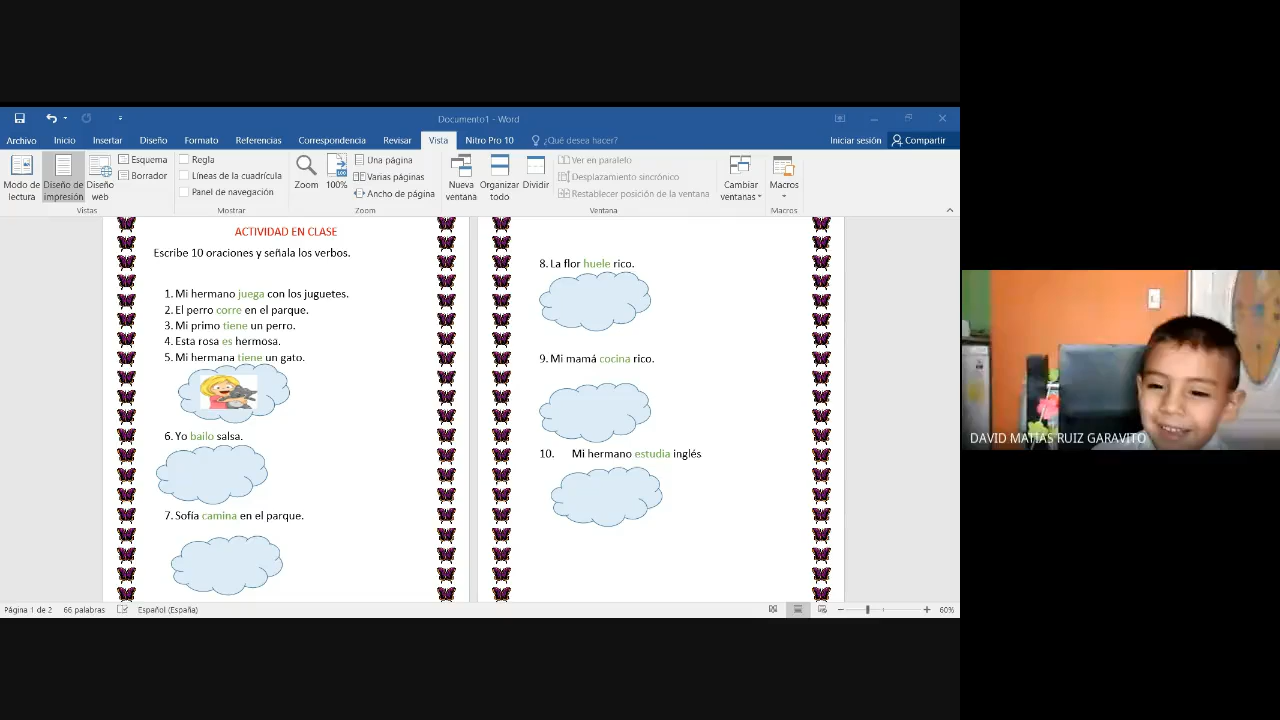 Documento1 - Word
Archivo Inicio Insertar Diseño Formato Referencias Correspondencia Revisar Vista Nitro Pro 10 ¿Qué desea hacer? Iniciar sesión Compartir
Modo de lectura
Diseño de impresión
Diseño web
Esquema
Borrador
Vistas
Regla
Líneas de la cuadrícula
Panel de navegación
Mostrar
Zoom
100%
Una página
Varias páginas
Ancho de página
Zoom
Nueva ventana
Organizar todo
Dividir
Ver en paralelo
Desplazamiento sincrónico
Restablecer posición de la ventana
Ventana
Cambiar ventanas
Macros
Macros
ACTIVIDAD EN CLASE
Escribe 10 oraciones y señala los verbos.
1. Mi hermano juega con los juguetes.
2. El perro corre en el parque.
3. Mi primo tiene un perro.
4. Esta rosa es hermosa.
5. Mi hermana tiene un gato.
6. Yo bailo salsa.
7. Sofía camina en el parque.
8. La flor huele rico.
9. Mi mamá cocina rico.
10. Mi hermano estudia inglés
Página 1 de 2 66 palabras Español (España) 60%
DAVID MATÍAS RUIZ GARAVITO